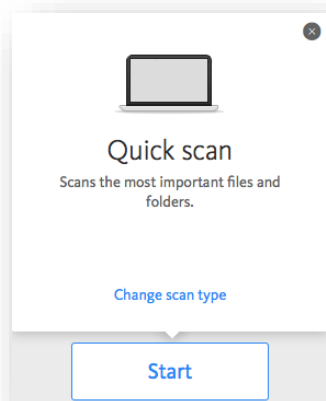 Quick scan
Scans the most important files and
folders.
Change scan type
Start